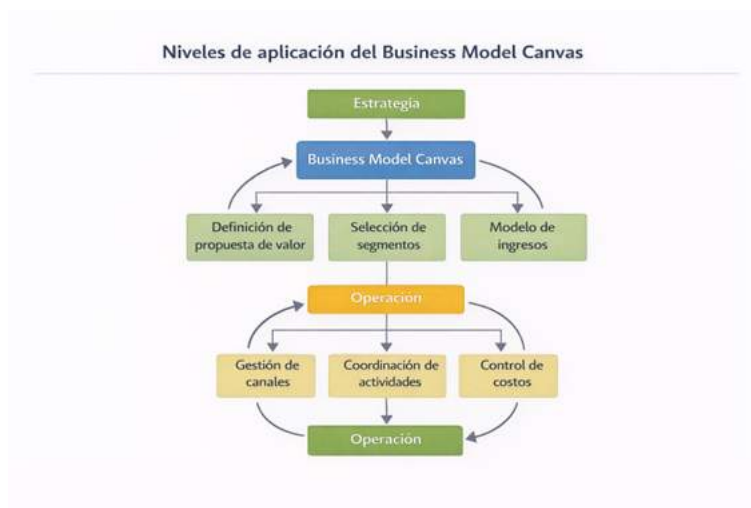 Niveles de aplicación del Business Model Canvas
Estrategia
Business Model Canvas
Definición de
propuesta de valor
Selección de
segmentos
Modelo de
ingresos
Operación
Gestión de
canales
Coordinación de
actividades
Control de
costos
Operación